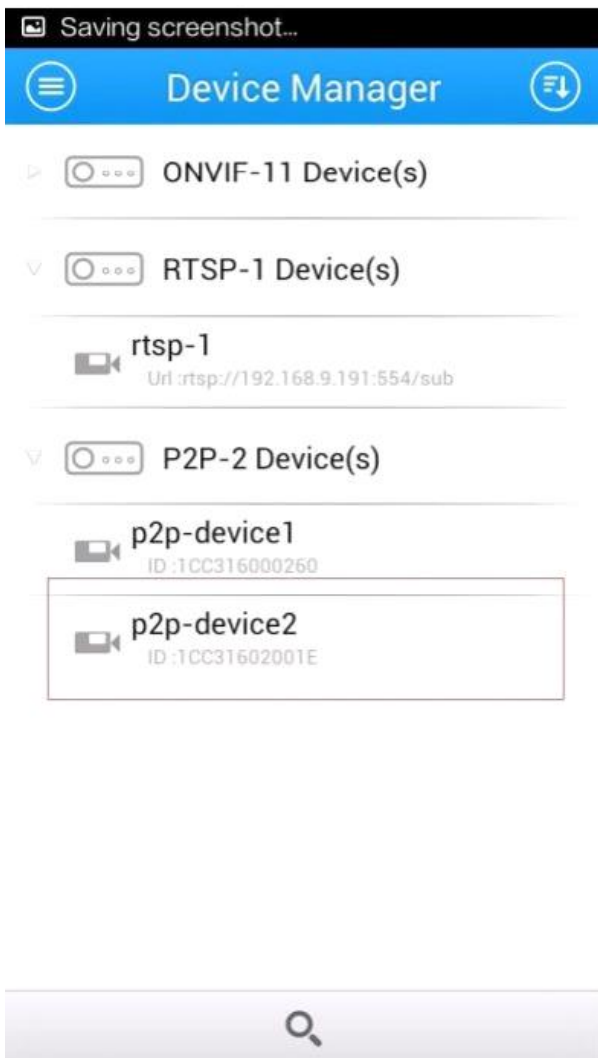 Saving screenshot...
Device Manager
ONVIF-11 Device(s)
RTSP-1 Device(s)
rtsp-1
Url :rtsp://192.168.9.191:554/sub
P2P-2 Device(s)
p2p-device1
ID :1CC316000260
p2p-device2
ID :1CC31602001E